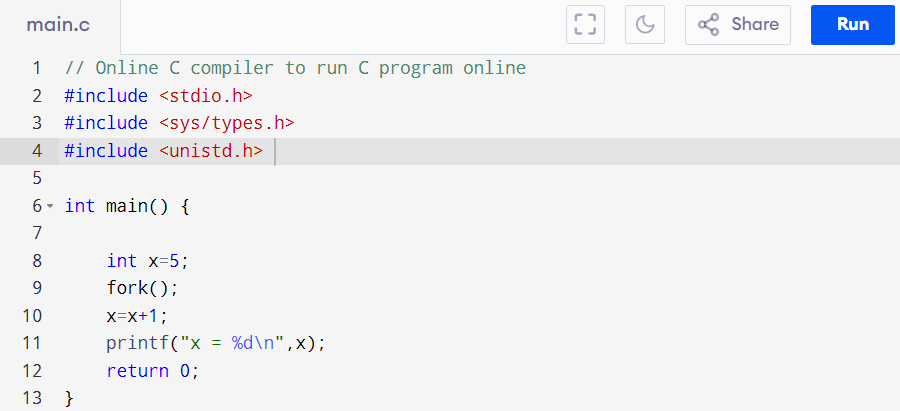 main.c
Share
Run
1 // Online C compiler to run C program online
2 #include <stdio.h>
3 #include <sys/types.h>
4 #include <unistd.h>
5
6 int main() {
7
8     int x=5;
9     fork();
10     x=x+1;
11     printf("x = %d\n",x);
12     return 0;
13 }